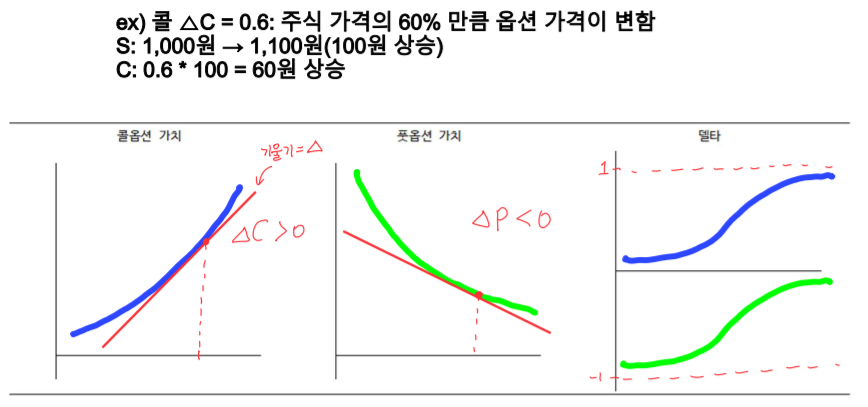 ex) 콜 △C = 0.6: 주식 가격의 60% 만큼 옵션 가격이 변함
S: 1,000원 → 1,100원(100원 상승)
C: 0.6 * 100 = 60원 상승
콜옵션 가치
풋옵션 가치
델타
기울기=△
△C>0
△P<0
1
-1